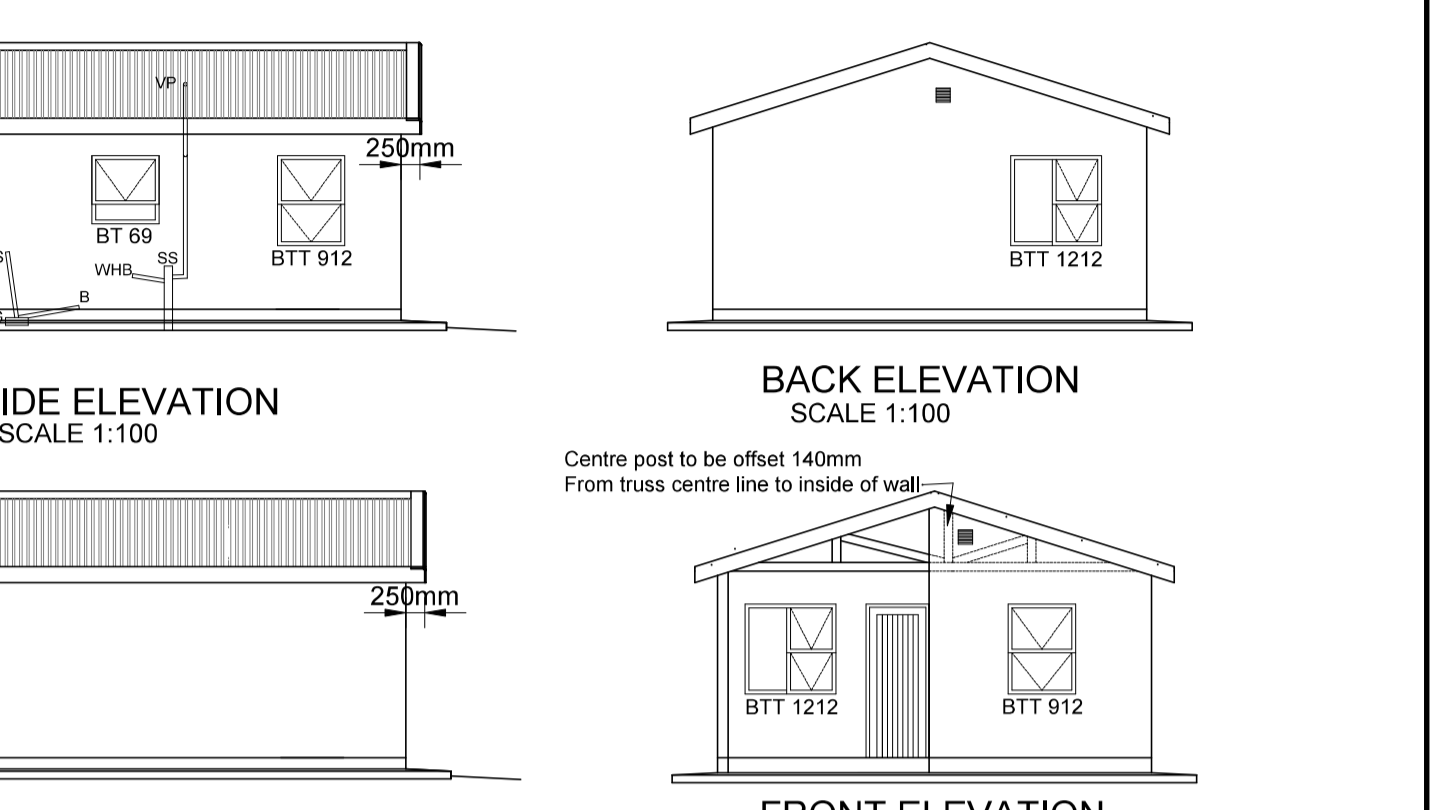 VP
250mm
BT 69
BTT 912
WHB
SS
B
IDE ELEVATION
SCALE 1:100
BTT 1212
BACK ELEVATION
SCALE 1:100
Centre post to be offset 140mm
From truss centre line to inside of wall
250mm
BTT 1212
BTT 912
FRONT ELEVATION